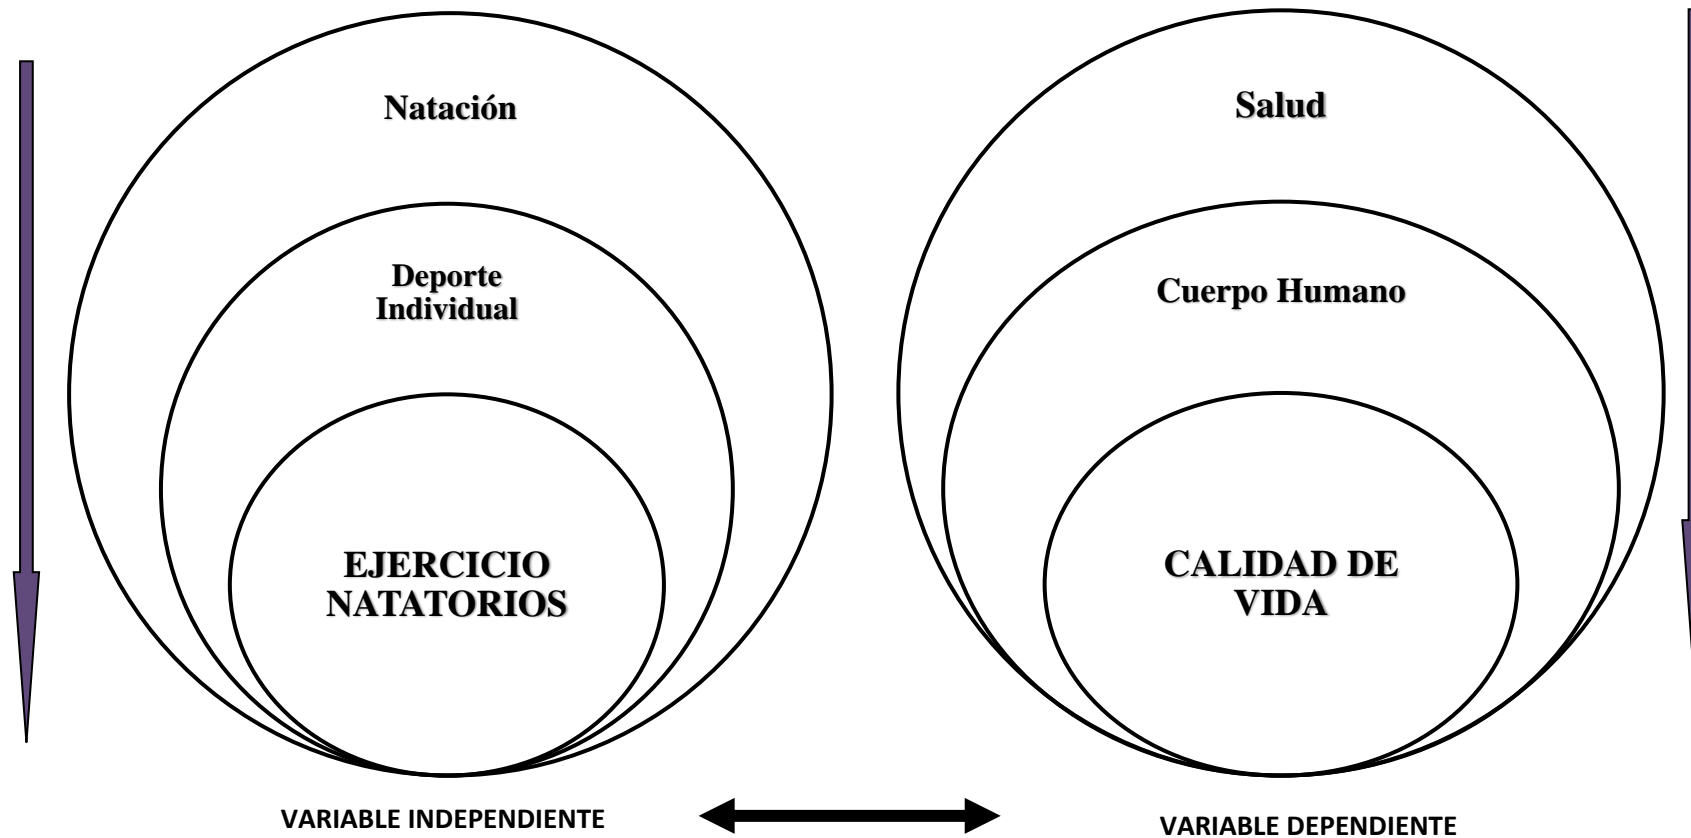 Natación
Deporte
Individual
EJERCICIO
NATATORIOS
VARIABLE INDEPENDIENTE
Salud
Cuerpo Humano
CALIDAD DE
VIDA
VARIABLE DEPENDIENTE